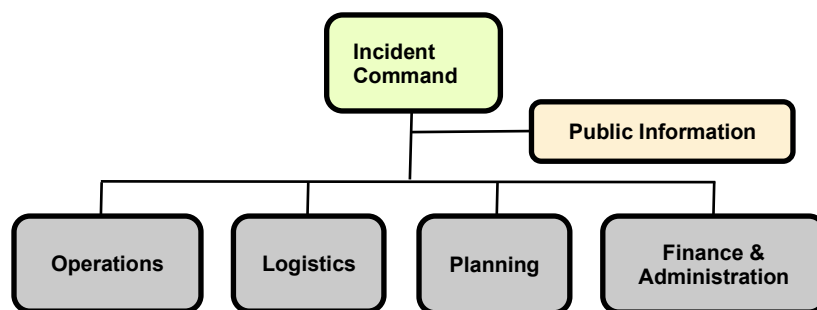 Incident
Command
Public Information
Operations
Logistics
Planning
Finance &
Administration